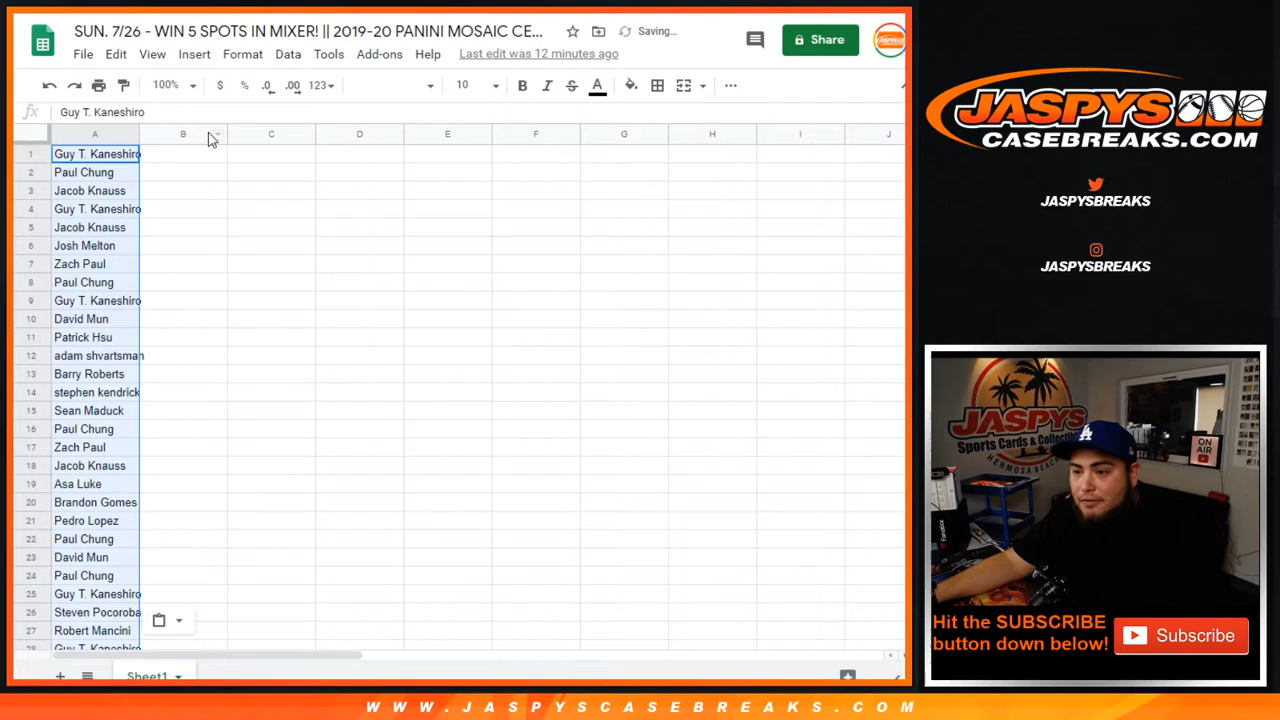 SUN. 7/26 - WIN 5 SPOTS IN MIXER! || 2019-20 PANINI MOSAIC CE...
Saving...
File Edit View Insert Format Data Tools Add-ons Help Last edit was 12 minutes ago
Share
100% $ % .0 .00 123 10 B I S A
fx Guy T. Kaneshiro
A B C D E F G H I J
1 Guy T. Kaneshiro
2 Paul Chung
3 Jacob Knauss
4 Guy T. Kaneshiro
5 Jacob Knauss
6 Josh Melton
7 Zach Paul
8 Paul Chung
9 Guy T. Kaneshiro
10 David Mun
11 Patrick Hsu
12 adam shvartsman
13 Barry Roberts
14 stephen kendrick
15 Sean Maduck
16 Paul Chung
17 Zach Paul
18 Jacob Knauss
19 Asa Luke
20 Brandon Gomes
21 Pedro Lopez
22 Paul Chung
23 David Mun
24 Paul Chung
25 Guy T. Kaneshiro
26 Steven Pocoroba
27 Robert Mancini
28 Guy T. Kaneshiro
Sheet1
JASPYS
CASEBREAKS.COM
JASPYSBREAKS
JASPYSBREAKS
JASPYS
Sports Cards & Collectibles
HERMOSA BEACH
ON
AIR
Fanatics
LA
Hit the SUBSCRIBE
button down below!
Subscribe
WWW.JASPYSCASEBREAKS.COM